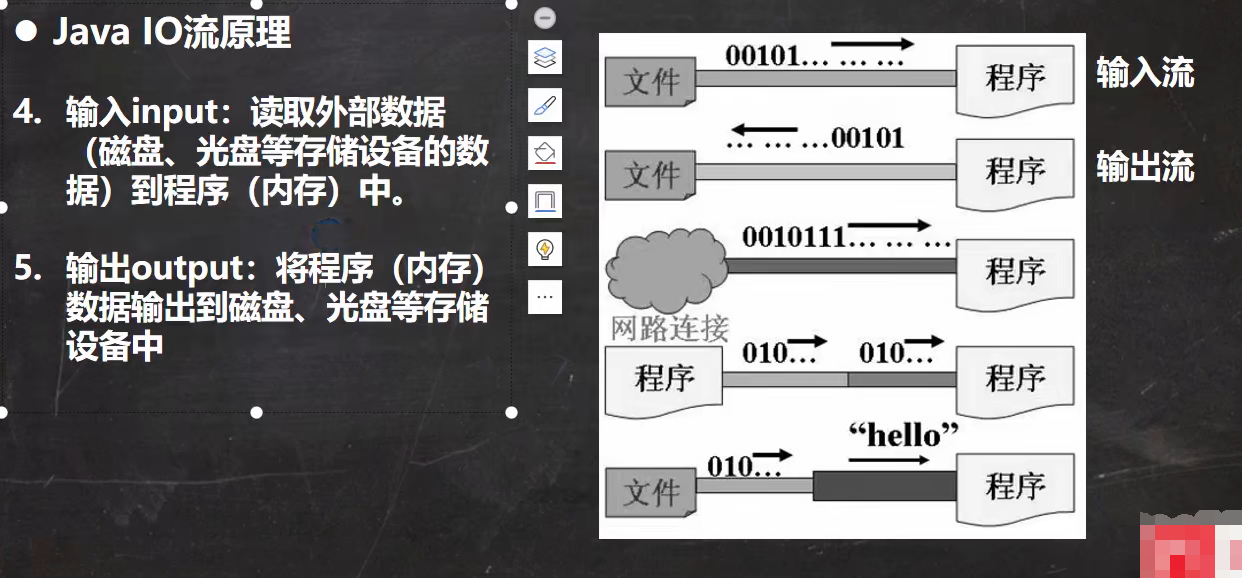 ● Java IO流原理
4. 输入input：读取外部数据
（磁盘、光盘等存储设备的数
据）到程序（内存）中。
5. 输出output：将程序（内存）
数据输出到磁盘、光盘等存储
设备中
00101… … …
文件
程序
输入流
… … …00101
文件
程序
输出流
0010111… … …
程序
网路连接
程序
010…
010…
程序
“hello”
010…
文件
程序